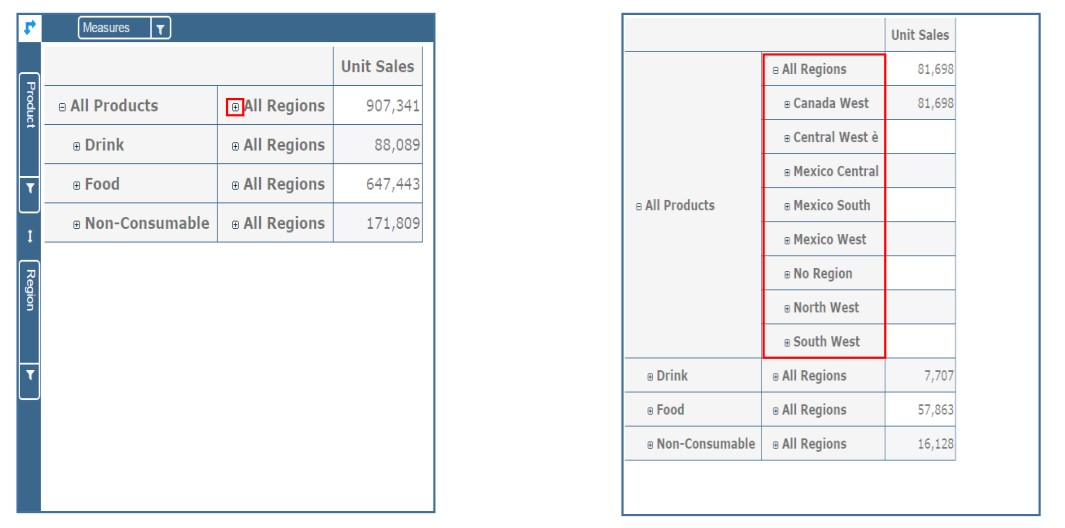 Measures
Product
Region
Unit Sales
All Products All Regions 907,341
Drink All Regions 88,089
Food All Regions 647,443
Non-Consumable All Regions 171,809
Unit Sales
All Regions 81,698
Canada West 81,698
Central West è
Mexico Central
All Products Mexico South
Mexico West
No Region
North West
South West
Drink All Regions 7,707
Food All Regions 57,863
Non-Consumable All Regions 16,128